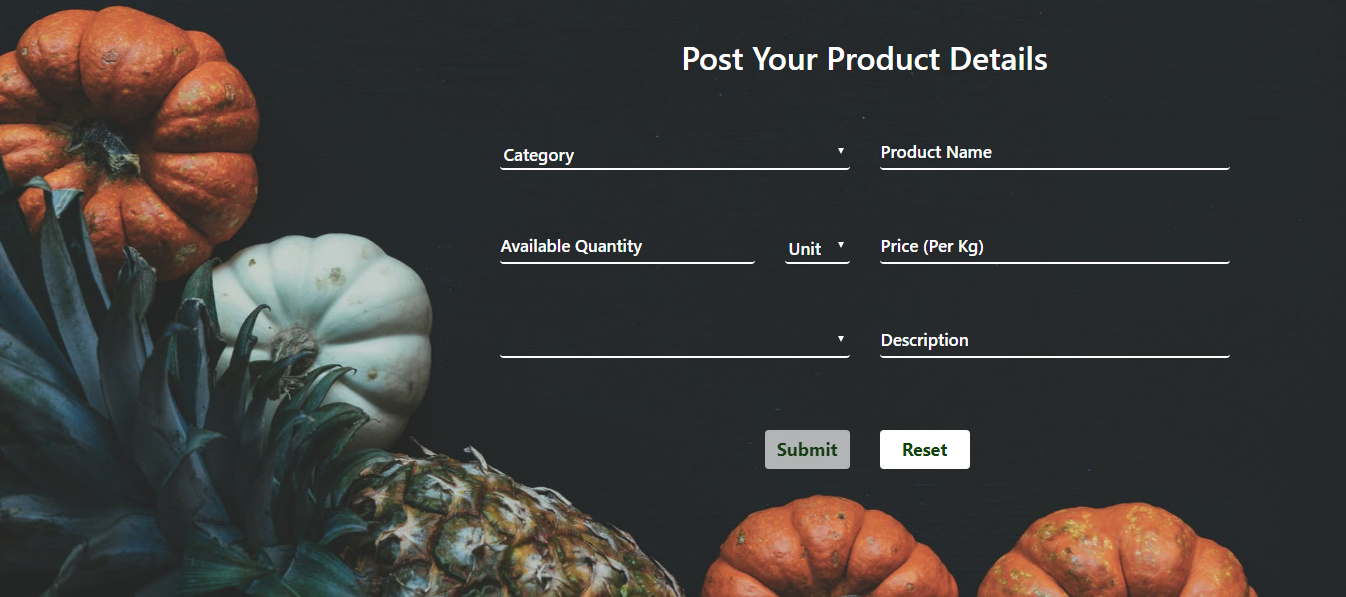 Post Your Product Details
Category
Product Name
Available Quantity
Unit
Price (Per Kg)
Description
Submit
Reset